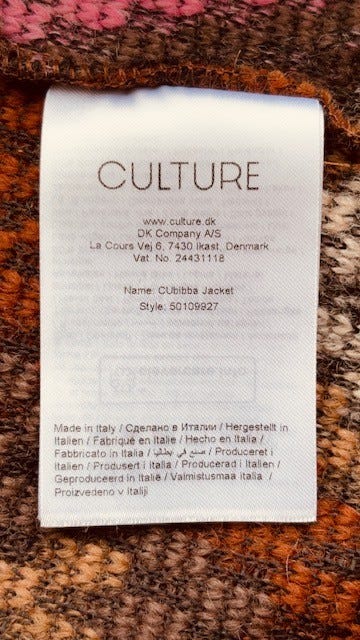 CULTURE
www.culture.dk
DK Company A/S
La Cours Vej 6, 7430 Ikast, Denmark
Vat. No. 24431118
Name: CUbibba Jacket
Style: 50109927
Made in Italy / Сделано в Италии / Hergestellt in
Italien / Fabriqué en Italie / Hecho en Italia /
Fabbricato in Italia / صنع في إيطاليا / Produceret i
Italien / Produsert i Italia / Producerad i Italien /
Geproduceerd in Italië / Valmistusmaa italia /
Proizvedeno v Italiji